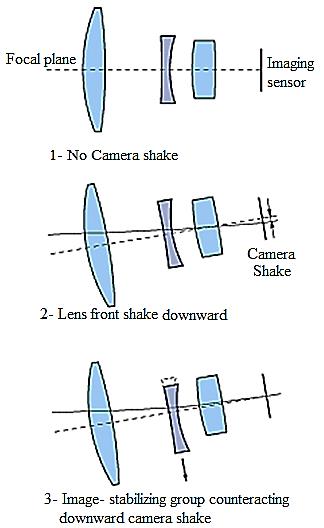 Focal plane
Imaging
sensor
1- No Camera shake
Camera
Shake
2- Lens front shake downward
3- Image- stabilizing group counteracting
downward camera shake